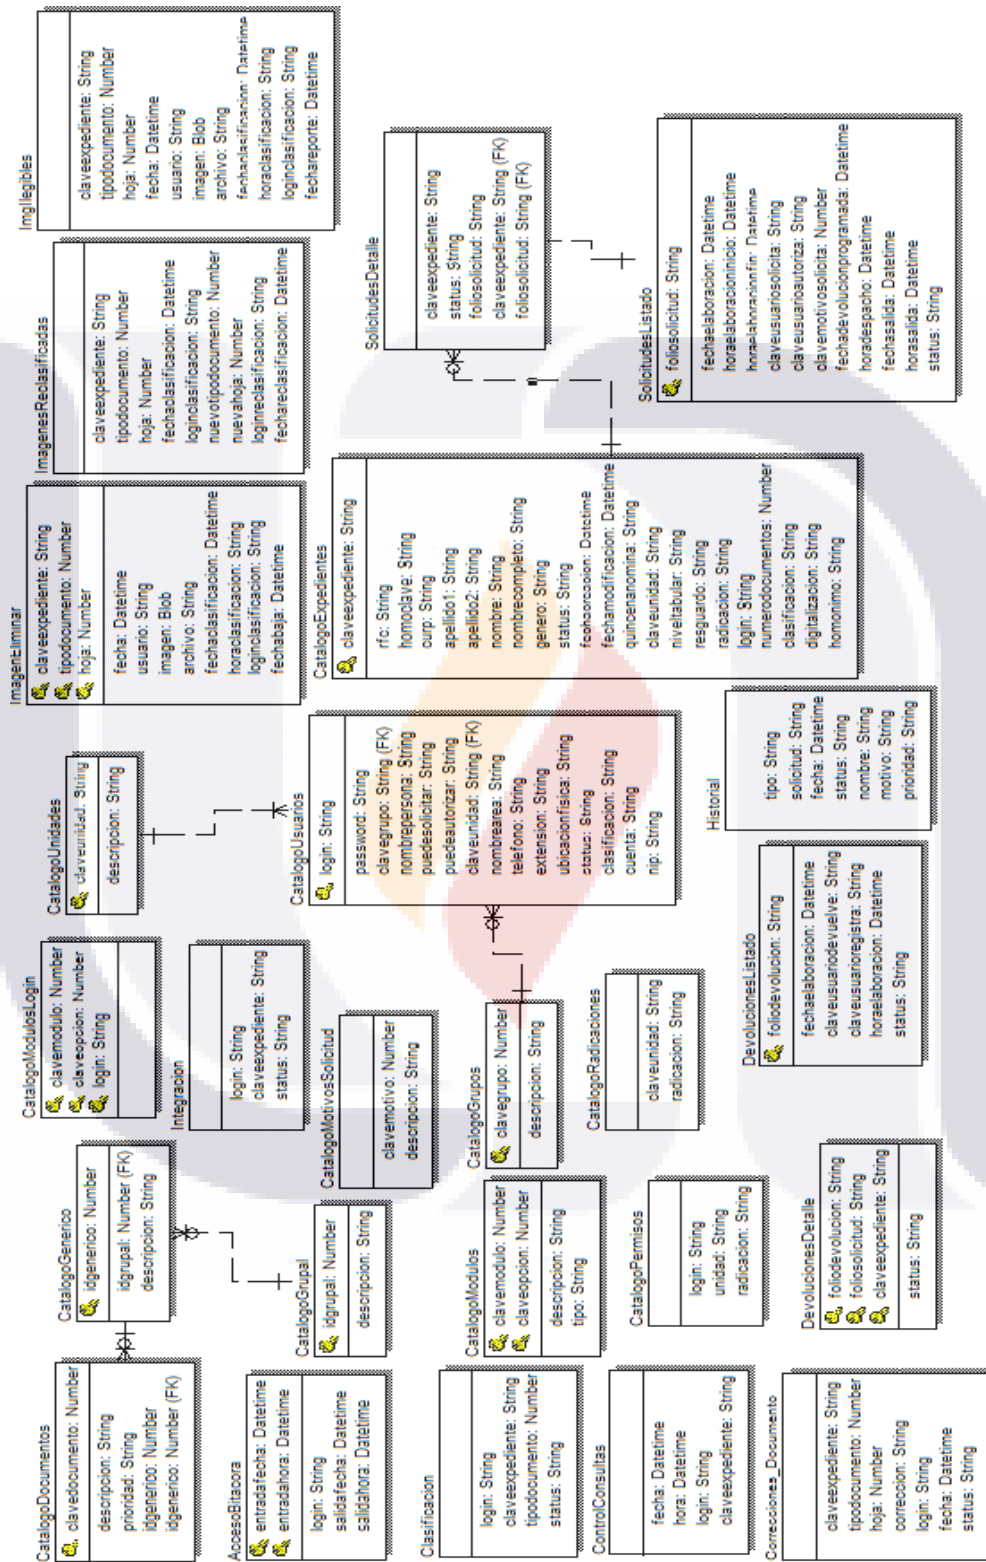 CatalogoDocumentos
clavedocumento: Number
descripcion: String
prioridad: String
idgenerico: Number
idgenerico: Number (FK)
CatalogoGenerico
idgenerico: Number
idgrupal: Number (FK)
descripcion: String
CatalogoModulosLogin
clavemodulo: Number
claveopcion: Number
login: String
CatalogoUnidades
claveunidad: String
descripcion: String
ImagenEliminar
claveexpediente: String
tipodocumento: Number
hoja: Number
fecha: Datetime
usuario: String
imagen: Blob
archivo: String
fechaclasificacion: Datetime
horaclasificacion: String
loginclasificacion: String
fechabaja: Datetime
ImagenesReclasificadas
claveexpediente: String
tipodocumento: Number
hoja: Number
fechaclasificacion: Datetime
loginclasificacion: String
nuevotipodocumento: Number
nuevahoja: Number
loginreclasificacion: String
fechareclasificacion: Datetime
ImgIlegibles
claveexpediente: String
tipodocumento: Number
hoja: Number
fecha: Datetime
usuario: String
imagen: Blob
archivo: String
fechaclasificacion: Datetime
horaclasificacion: String
loginclasificacion: String
fechareporte: Datetime
AccesoBitacora
entradafecha: Datetime
entradahora: Datetime
login: String
salidafecha: Datetime
salidahora: Datetime
CatalogoGrupal
idgrupal: Number
descripcion: String
Integracion
login: String
claveexpediente: String
status: String
CatalogoMotivosSolicitud
clavemotivo: Number
descripcion: String
CatalogoUsuarios
login: String
password: String
clavegrupo: String (FK)
nombrepersona: String
puedesolicitar: String
puedeautorizar: String
claveunidad: String (FK)
nombrearea: String
telefono: String
extension: String
ubicacionfisica: String
status: String
clasificacion: String
cuenta: String
nip: String
CatalogoExpedientes
claveexpediente: String
rfc: String
homoclave: String
curp: String
apellido1: String
apellido2: String
nombre: String
nombrecompleto: String
genero: String
status: String
fechacreacion: Datetime
fechamodificacion: Datetime
quincenanomina: String
claveunidad: String
niveltabular: String
resguardo: String
radicacion: String
login: String
numerodocumentos: Number
clasificacion: String
digitalizacion: String
homonimo: String
SolicitudesDetalle
claveexpediente: String
status: String
foliosolicitud: String
claveexpediente: String (FK)
foliosolicitud: String (FK)
Clasificacion
login: String
claveexpediente: String
tipodocumento: Number
status: String
CatalogoModulos
clavemodulo: Number
claveopcion: Number
descripcion: String
tipo: String
CatalogoGrupos
clavegrupo: Number
descripcion: String
ControlConsultas
fecha: Datetime
hora: Datetime
login: String
claveexpediente: String
CatalogoPermisos
login: String
unidad: String
radicacion: String
CatalogoRadicaciones
claveunidad: String
radicacion: String
Correcciones_Documento
claveexpediente: String
tipodocumento: Number
hoja: Number
correccion: String
login: String
fecha: Datetime
status: String
DevolucionesDetalle
foliodevolucion: String
foliosolicitud: String
claveexpediente: String
status: String
DevolucionesListado
foliodevolucion: String
fechaelaboracion: Datetime
claveusuariodevuelve: String
claveusuarioregistra: String
horaelaboracion: Datetime
status: String
Historial
tipo: String
solicitud: String
fecha: Datetime
status: String
nombre: String
motivo: String
prioridad: String
SolicitudesListado
foliosolicitud: String
fechaelaboracion: Datetime
horaelaboracioninicio: Datetime
horaelaboracionfin: Datetime
claveusuariosolicita: String
claveusuarioautoriza: String
clavemotivosolicita: Number
fechadevolucionprogramada: Datetime
horadespacho: Datetime
fechasalida: Datetime
horasalida: Datetime
status: String